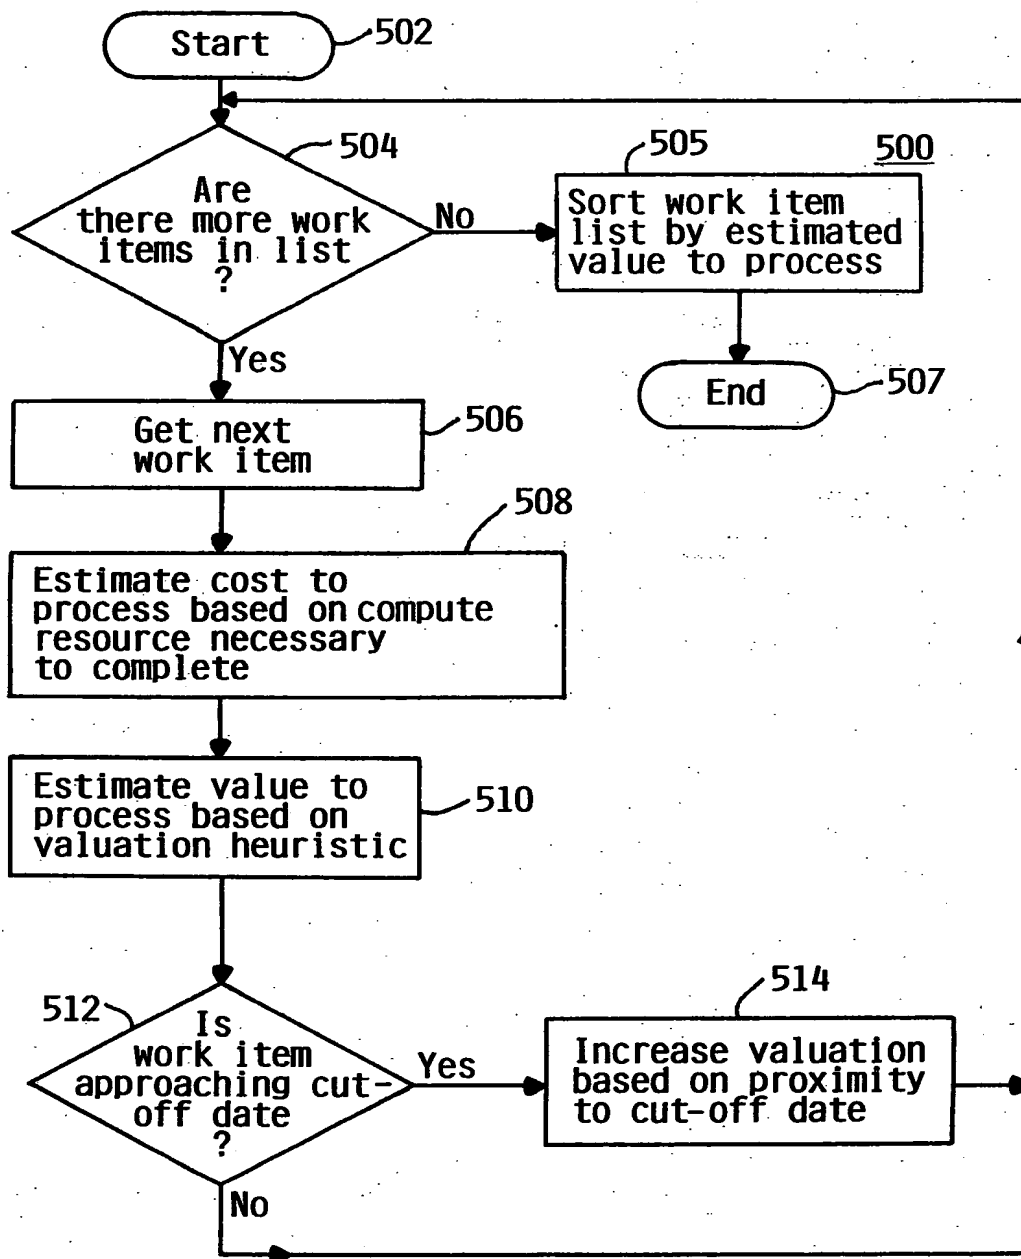 Start
502
504
505
500
Are
there more work
items in list
?
No
Sort work item
list by estimated
value to process
Yes
End
507
Get next
work item
506
508
Estimate cost to
process based on compute
resource necessary
to complete
Estimate value to
process based on
valuation heuristic
510
512
Is
work item
approaching cut-
off date
?
Yes
514
Increase valuation
based on proximity
to cut-off date
No